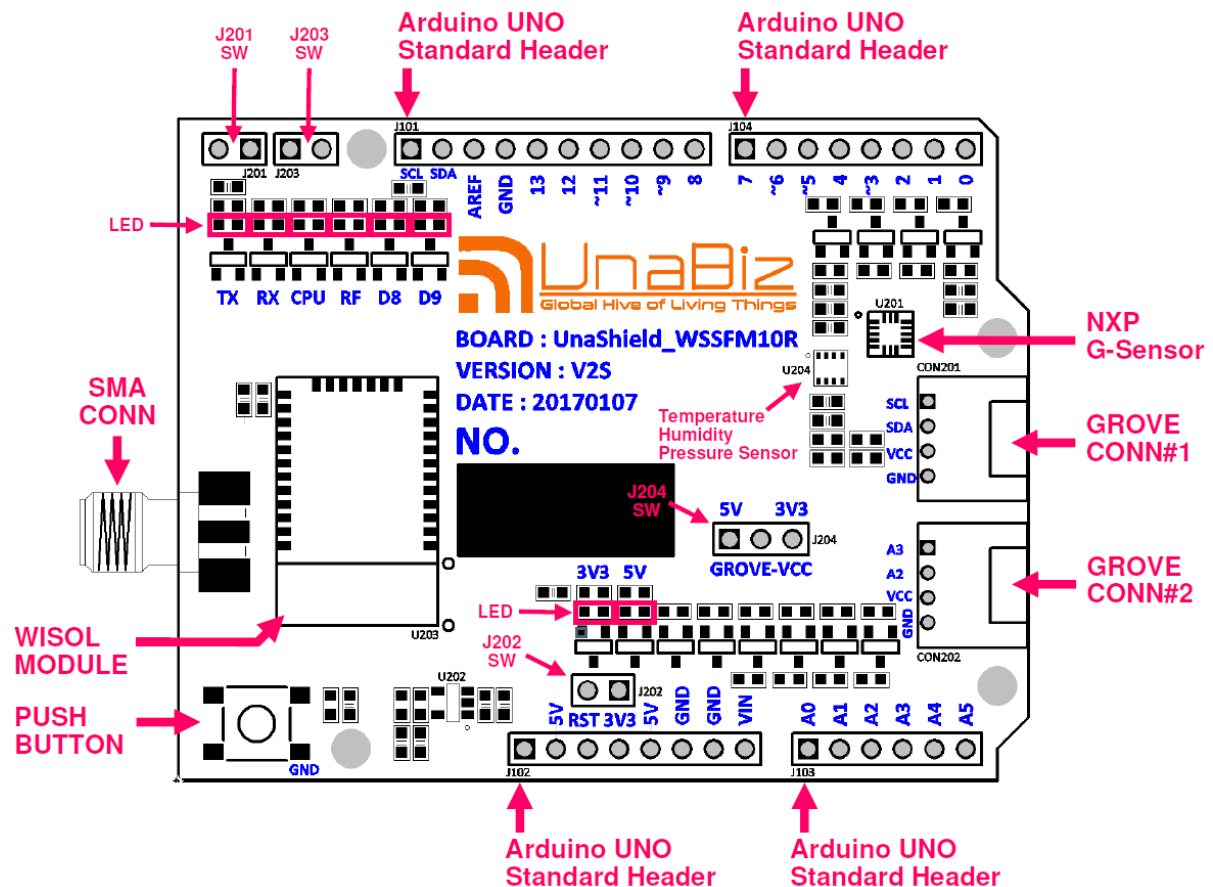 J201
SW
J203
SW
Arduino UNO
Standard Header
Arduino UNO
Standard Header
J201
J203
J101
J104
SCL
SDA
AREF
GND
13
12
~11
~10
~9
8
7
~6
~5
4
~3
2
1
0
LED
TX
RX
CPU
RF
D8
D9
UnaBiz
Global Hive of Living Things
BOARD : UnaShield_WSSFM10R
VERSION : V2S
DATE : 20170107
NO.
U201
NXP
G-Sensor
U204
Temperature
Humidity
Pressure Sensor
CON201
SCL
SDA
VCC
GND
GROVE
CONN#1
SMA
CONN
J204
SW
5V
3V3
J204
GROVE-VCC
A3
A2
VCC
GND
CON202
GROVE
CONN#2
3V3
5V
LED
WISOL
MODULE
U203
J202
SW
J202
U202
PUSH
BUTTON
GND
5V
RST
3V3
5V
GND
GND
VIN
A0
A1
A2
A3
A4
A5
J102
J103
Arduino UNO
Standard Header
Arduino UNO
Standard Header